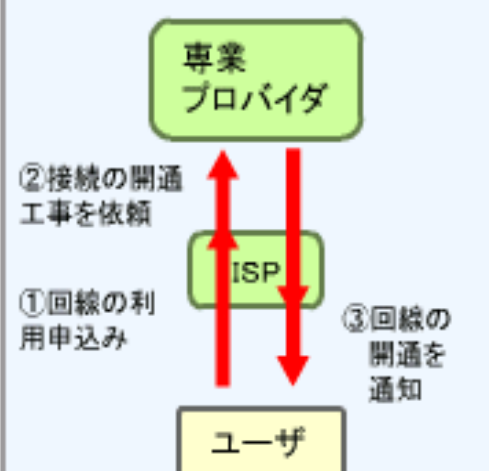 専業
プロバイダ
②接続の開通
工事を依頼
ISP
①回線の利
用申込み
③回線の
開通を
通知
ユーザ